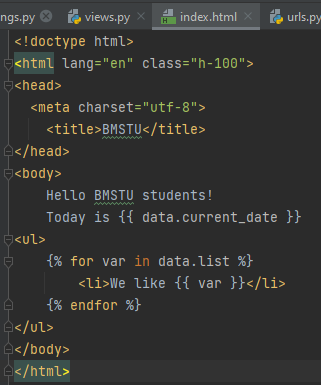 ngs.py views.py index.html urls.py
<!doctype html>
<html lang="en" class="h-100">
<head>
<meta charset="utf-8">
<title>BMSTU</title>
</head>
<body>
Hello BMSTU students!
Today is {{ data.current_date }}
<ul>
{% for var in data.list %}
<li>We like {{ var }}</li>
{% endfor %}
</ul>
</body>
</html>